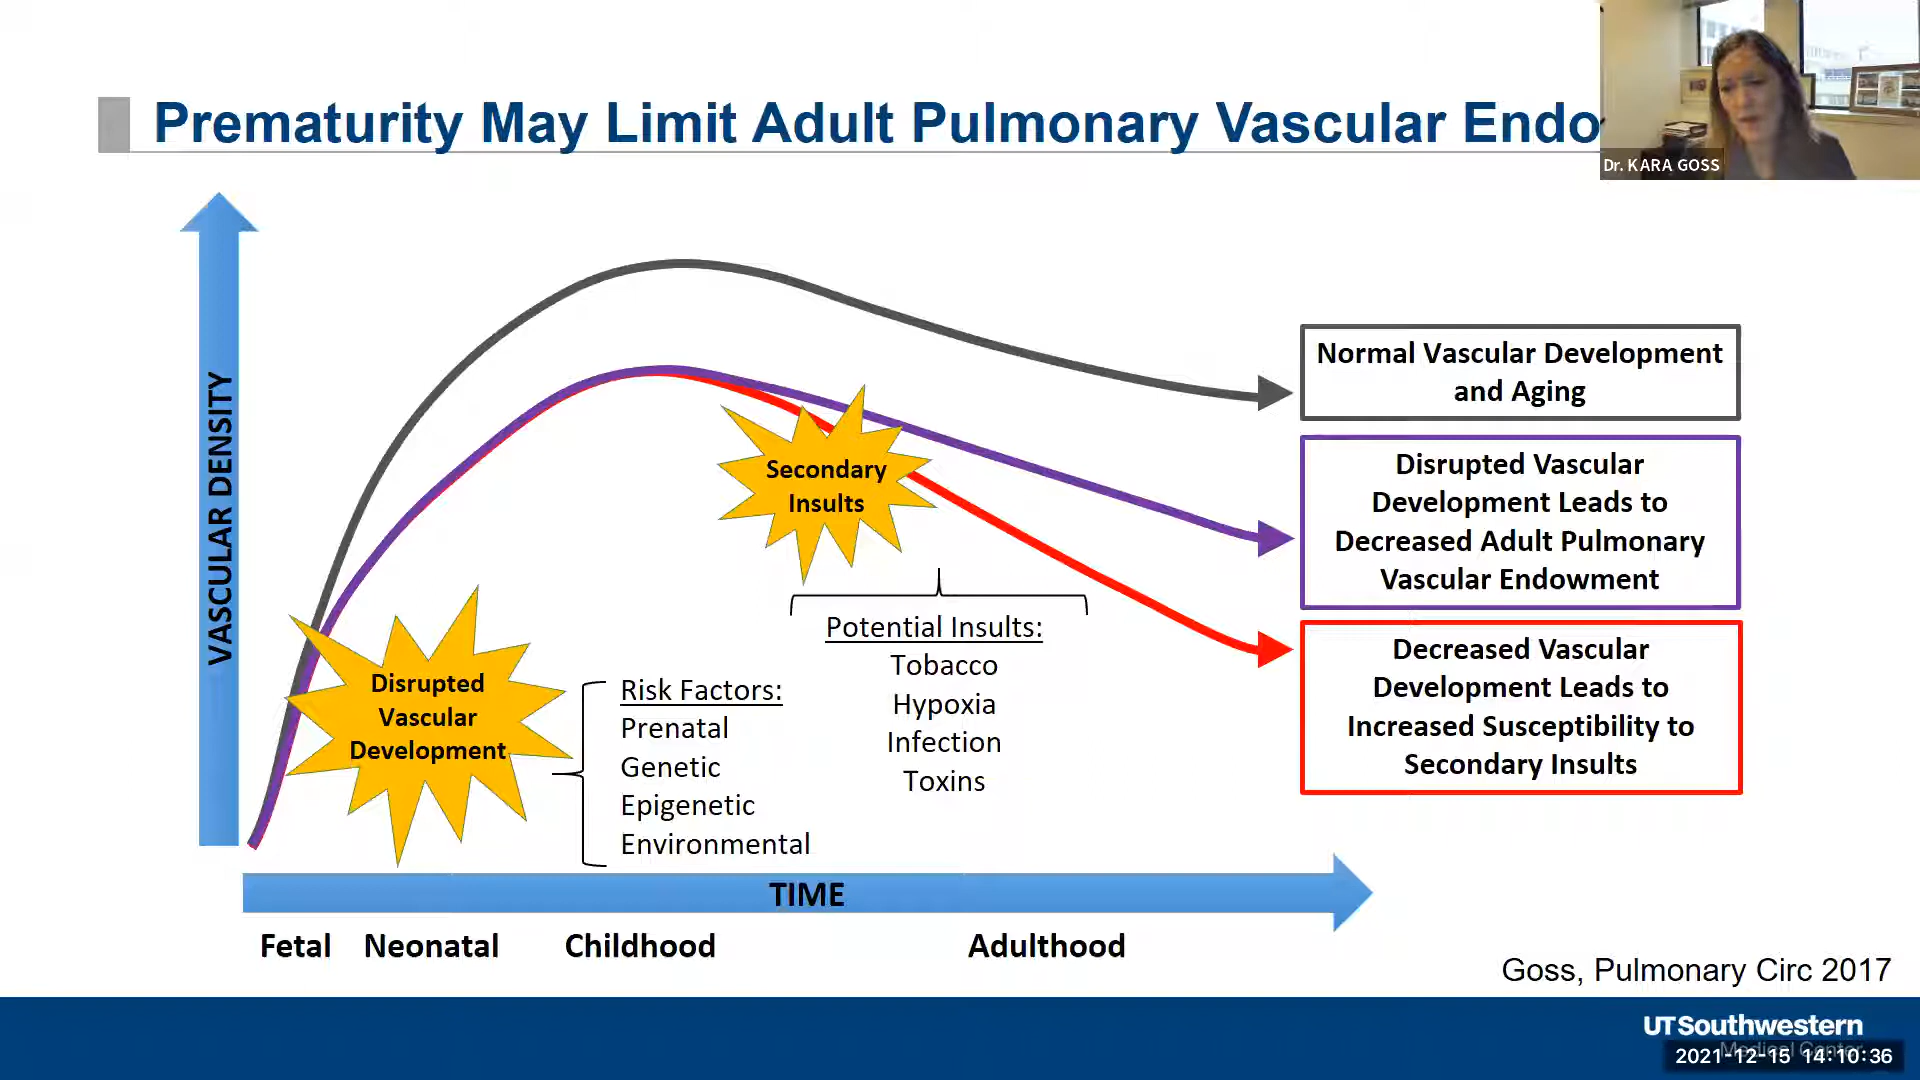 Prematurity May Limit Adult Pulmonary Vascular Endo
Dr. KARA GOSS
VASCULAR DENSITY
Normal Vascular Development
and Aging
Disrupted Vascular
Development Leads to
Decreased Adult Pulmonary
Vascular Endowment
Decreased Vascular
Development Leads to
Increased Susceptibility to
Secondary Insults
Secondary
Insults
Potential Insults:
Tobacco
Hypoxia
Infection
Toxins
Disrupted
Vascular
Development
Risk Factors:
Prenatal
Genetic
Epigenetic
Environmental
TIME
Fetal
Neonatal
Childhood
Adulthood
Goss, Pulmonary Circ 2017
UTSouthwestern
Medical Center
2021-12-15 14:10:36